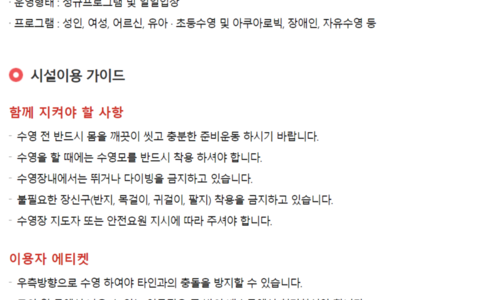 · 운영형태 : 정규프로그램 및 일일입장
· 프로그램 : 성인, 여성, 어르신, 유아 · 초등수영 및 아쿠아로빅, 장애인, 자유수영 등
시설이용 가이드
함께 지켜야 할 사항
· 수영 전 반드시 몸을 깨끗이 씻고 충분한 준비운동 하시기 바랍니다.
· 수영을 할 때에는 수영모를 반드시 착용 하셔야 합니다.
· 수영장내에서는 뛰거나 다이빙을 금지하고 있습니다.
· 불필요한 장신구(반지, 목걸이, 귀걸이, 팔지) 착용을 금지하고 있습니다.
· 수영장 지도자 또는 안전요원 지시에 따라 주셔야 합니다.
이용자 에티켓
· 우측방향으로 수영 하여야 타인과의 충돌을 방지할 수 있습니다.